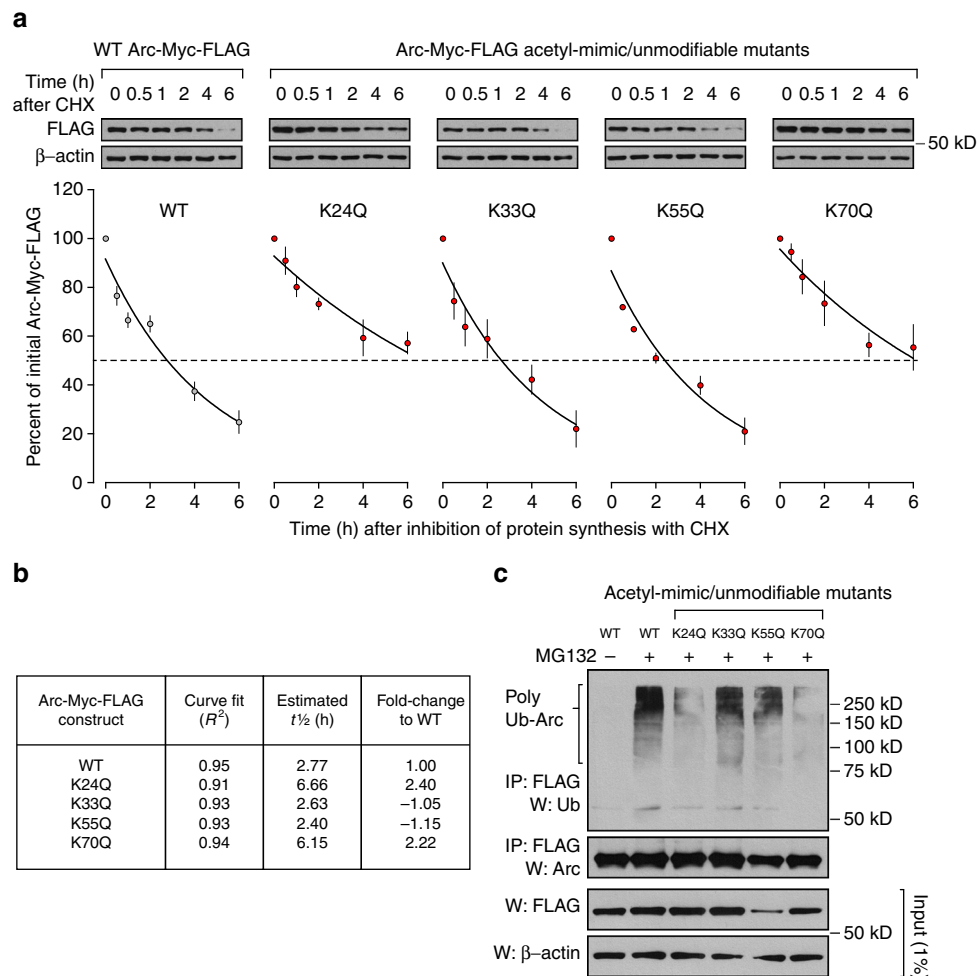 a
WT Arc-Myc-FLAG
Arc-Myc-FLAG acetyl-mimic/unmodifiable mutants
Time (h)
after CHX
0 0.5 1 2 4 6 0 0.5 1 2 4 6 0 0.5 1 2 4 6 0 0.5 1 2 4 6 0 0.5 1 2 4 6
FLAG
50 kD
β–actin
Percent of initial Arc-Myc-FLAG
120
100
80
60
40
20
0
WT K24Q K33Q K55Q K70Q
0 2 4 6 0 2 4 6 0 2 4 6 0 2 4 6 0 2 4 6
Time (h) after inhibition of protein synthesis with CHX
b
Arc-Myc-FLAG construct Curve fit (R²) Estimated t½ (h) Fold-change to WT
WT 0.95 2.77 1.00
K24Q 0.91 6.66 2.40
K33Q 0.93 2.63 –1.05
K55Q 0.93 2.40 –1.15
K70Q 0.94 6.15 2.22
c
Acetyl-mimic/unmodifiable mutants
WT WT K24Q K33Q K55Q K70Q
MG132 – + + + + +
Poly
Ub-Arc
250 kD
150 kD
100 kD
75 kD
IP: FLAG
W: Ub
50 kD
IP: FLAG
W: Arc
W: FLAG
50 kD
W: β–actin
Input (1%)